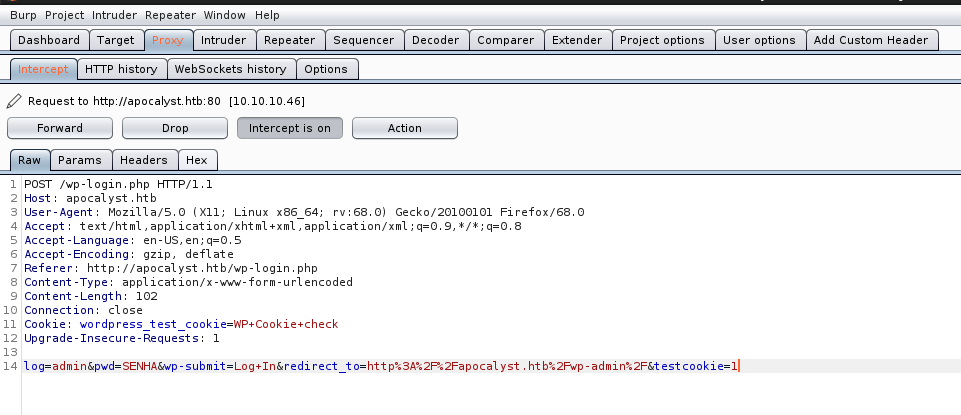 Burp Project Intruder Repeater Window Help
Dashboard Target Proxy Intruder Repeater Sequencer Decoder Comparer Extender Project options User options Add Custom Header
Intercept HTTP history WebSockets history Options
Request to http://apocalyst.htb:80 [10.10.10.46]
Forward Drop Intercept is on Action
Raw Params Headers Hex
1 POST /wp-login.php HTTP/1.1
2 Host: apocalyst.htb
3 User-Agent: Mozilla/5.0 (X11; Linux x86_64; rv:68.0) Gecko/20100101 Firefox/68.0
4 Accept: text/html,application/xhtml+xml,application/xml;q=0.9,*/*;q=0.8
5 Accept-Language: en-US,en;q=0.5
6 Accept-Encoding: gzip, deflate
7 Referer: http://apocalyst.htb/wp-login.php
8 Content-Type: application/x-www-form-urlencoded
9 Content-Length: 102
10 Connection: close
11 Cookie: wordpress_test_cookie=WP+Cookie+check
12 Upgrade-Insecure-Requests: 1
13
14 log=admin&pwd=SENHA&wp-submit=Log+In&redirect_to=http%3A%2F%2Fapocalyst.htb%2Fwp-admin%2F&testcookie=1